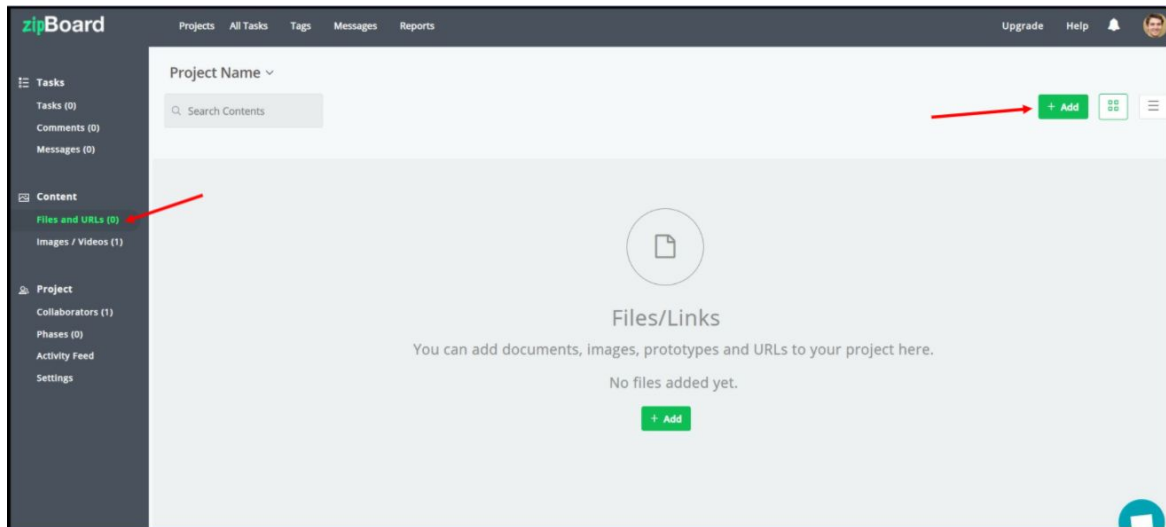 zipBoard
Projects All Tasks Tags Messages Reports
Upgrade Help
Tasks
Tasks (0)
Comments (0)
Messages (0)
Content
Files and URLs (0)
Images / Videos (1)
Project
Collaborators (1)
Phases (0)
Activity Feed
Settings
Project Name
Search Contents
+ Add
Files/Links
You can add documents, images, prototypes and URLs to your project here.
No files added yet.
+ Add